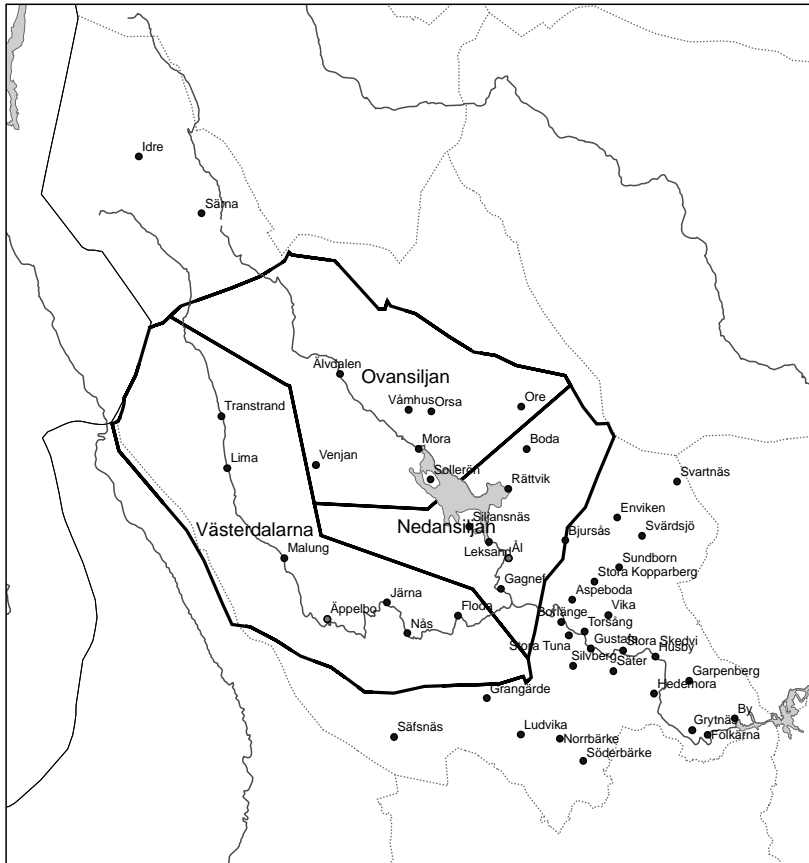 Idre
Särna
Älvdalen
Ovansiljan
Våmhus
Orsa
Ore
Transtrand
Mora
Boda
Lima
Venjan
Sollerön
Rättvik
Svartnäs
Siljansnäs
Enviken
Västerdalarna
Nedansiljan
Bjursås
Svärdsjö
Malung
Leksand
Ål
Sundborn
Stora Kopparberg
Gagnef
Aspeboda
Järna
Äppelbo
Floda
Vika
Borlänge
Torsång
Nås
Stora Tuna
Gustafs
Stora Skedvi
Husby
Silvberg
Säter
Garpenberg
Grangärde
Hedemora
Säfsnäs
Ludvika
Norrbärke
By
Grytnäs
Folkärna
Söderbärke